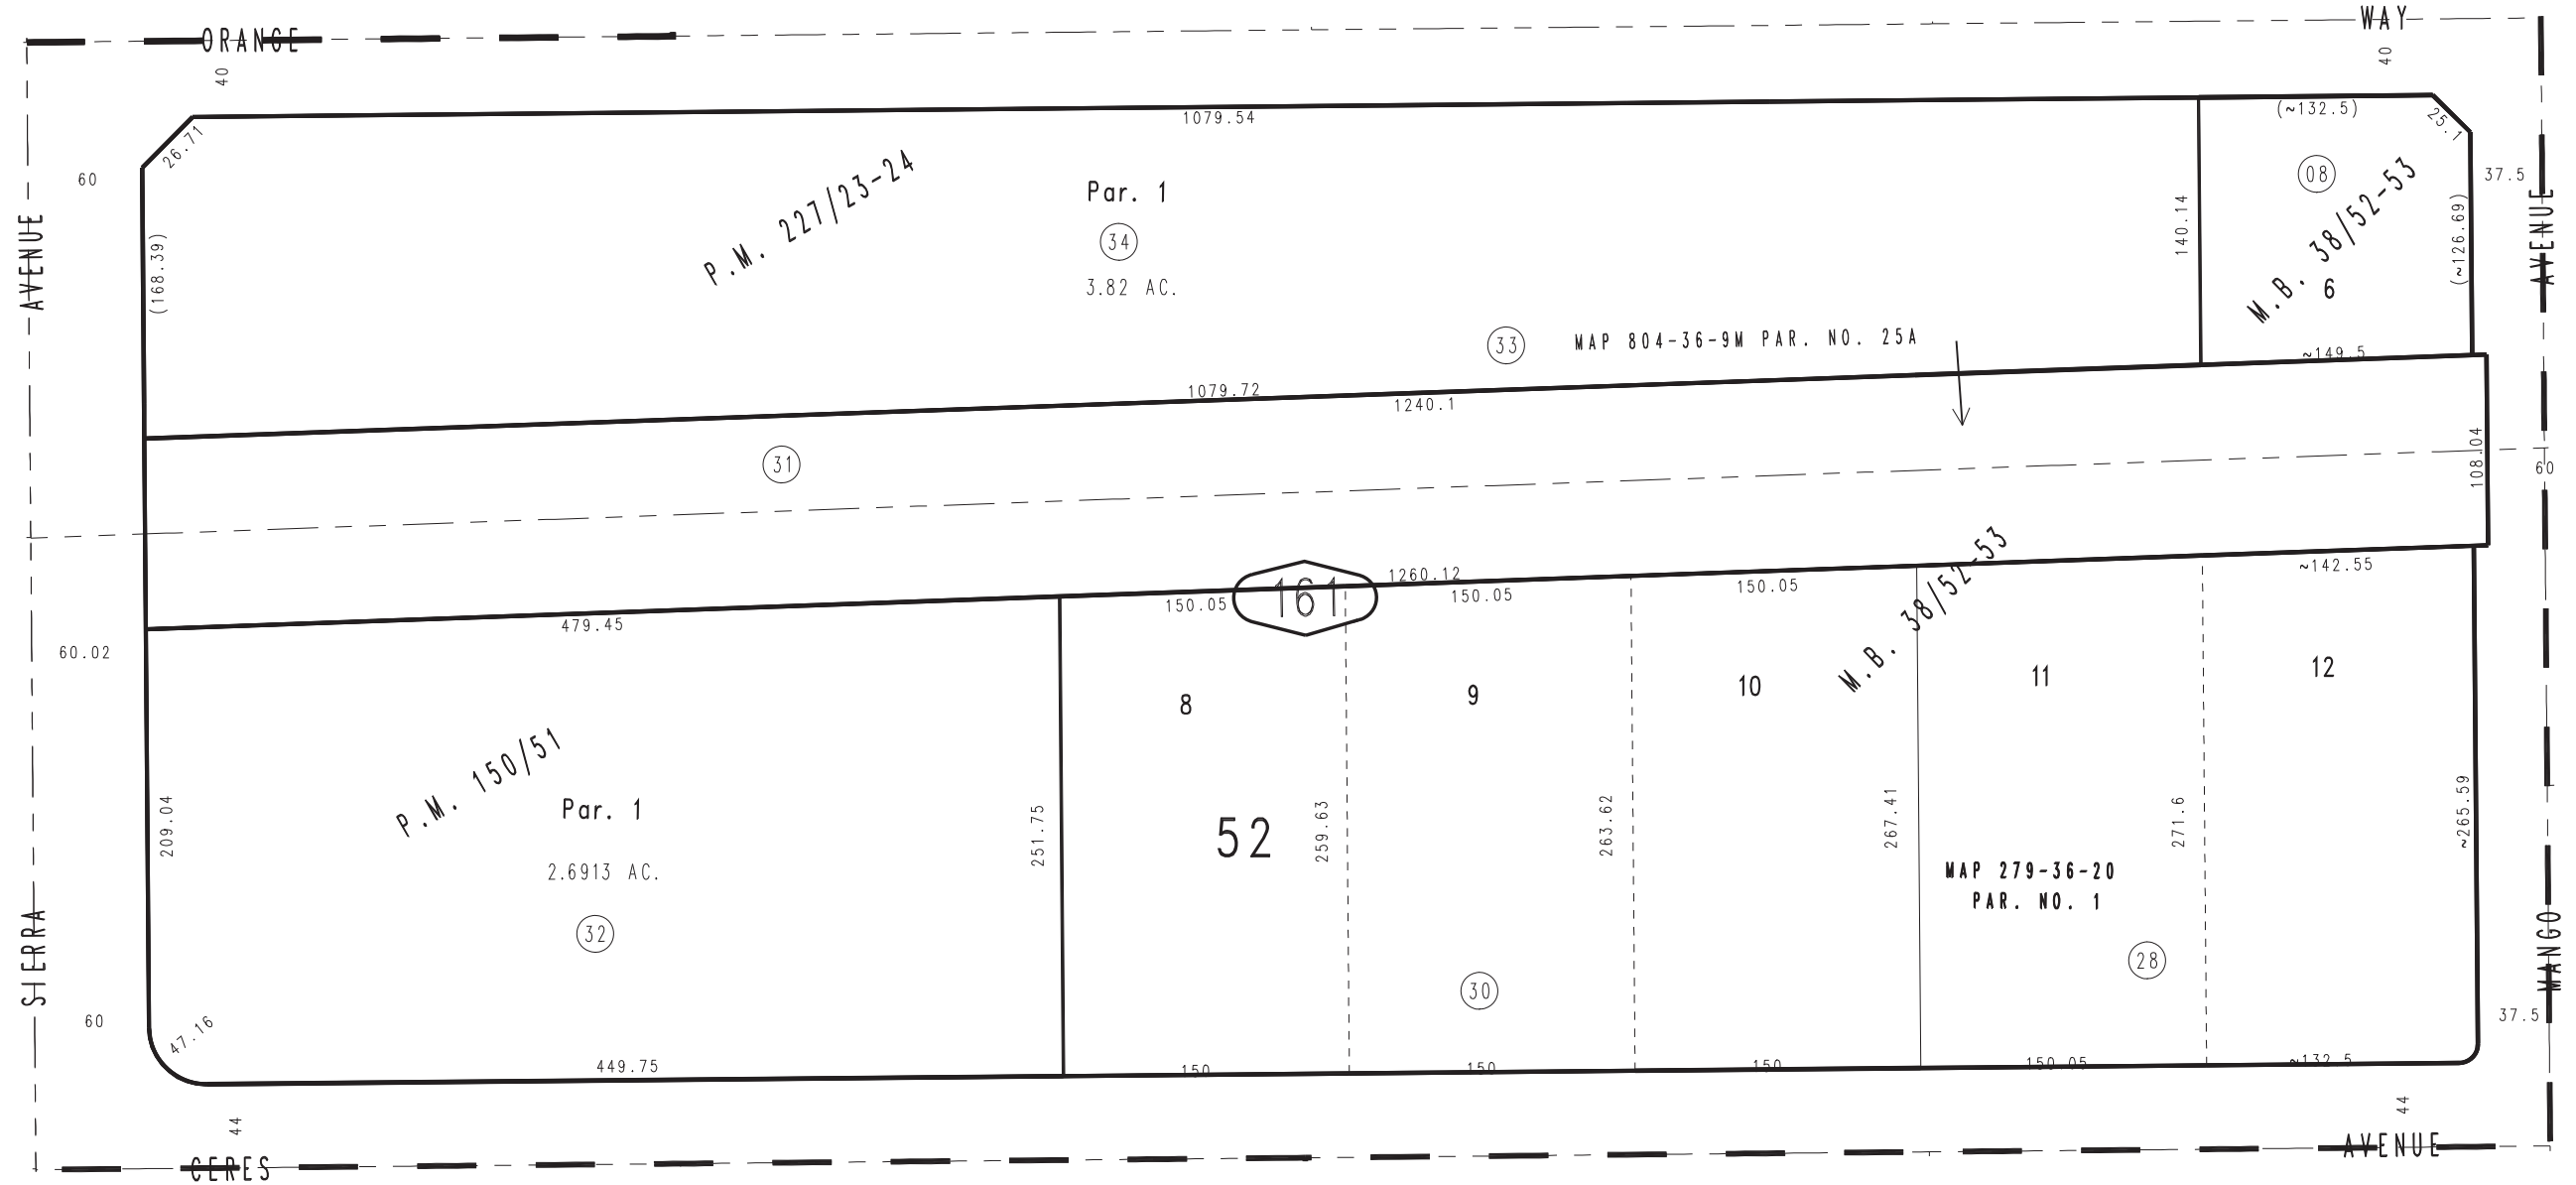 ORANGE
WAY
40
40
1079.54
(~132.5)
25.1
26.71
60
P.M. 227/23-24
Par. 1
34
3.82 AC.
08
M.B. 38/52-53
6
37.5
AVENUE
(168.39)
140.14
(~126.69)
AVENUE
33
MAP 804-36-9M PAR. NO. 25A
~149.5
1079.72
1240.1
31
108.04
60
161
1260.12
479.45
150.05
150.05
150.05
~142.55
M.B. 38/52-53
60.02
8
9
10
11
12
P.M. 150/51
Par. 1
2.6913 AC.
32
209.04
251.75
52
259.63
263.62
267.41
271.6
~265.59
MAP 279-36-20
PAR. NO. 1
28
30
SIERRA
MANGO
60
47.16
37.5
449.75
150
150
150
150.05
~132.5
44
44
CERES
AVENUE